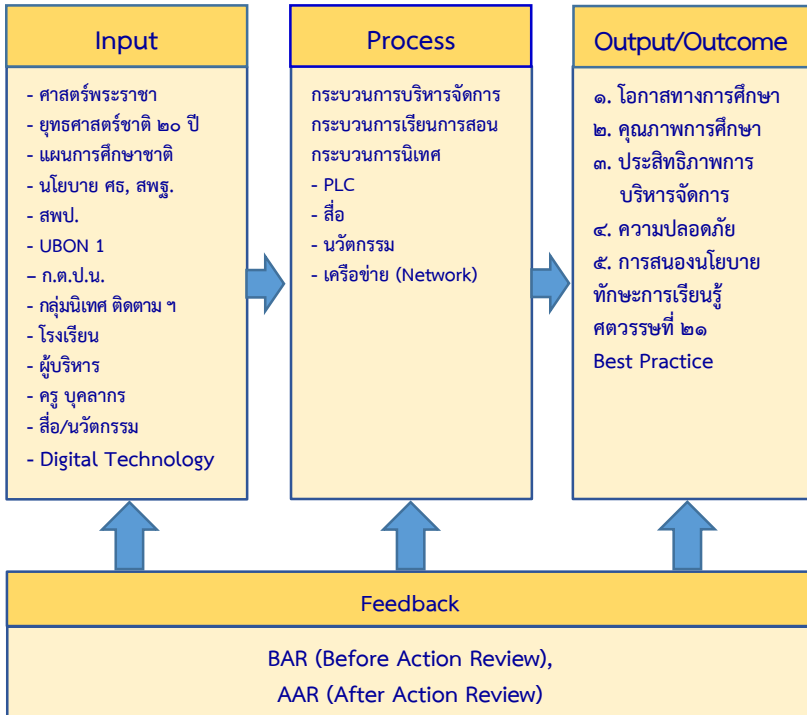 Input
- ศาสตร์พระราชา
- ยุทธศาสตร์ชาติ ๒๐ ปี
- แผนการศึกษาชาติ
- นโยบาย ศธ, สพฐ.
- สพป.
- UBON 1
– ก.ต.ป.น.
- กลุ่มนิเทศ ติดตาม ฯ
- โรงเรียน
- ผู้บริหาร
- ครู บุคลากร
- สื่อ/นวัตกรรม
- Digital Technology
Process
กระบวนการบริหารจัดการ
กระบวนการเรียนการสอน
กระบวนการนิเทศ
- PLC
- สื่อ
- นวัตกรรม
- เครือข่าย (Network)
Output/Outcome
๑. โอกาสทางการศึกษา
๒. คุณภาพการศึกษา
๓. ประสิทธิภาพการ
บริหารจัดการ
๔. ความปลอดภัย
๕. การสนองนโยบาย
ทักษะการเรียนรู้
ศตวรรษที่ ๒๑
Best Practice
Feedback
BAR (Before Action Review),
AAR (After Action Review)